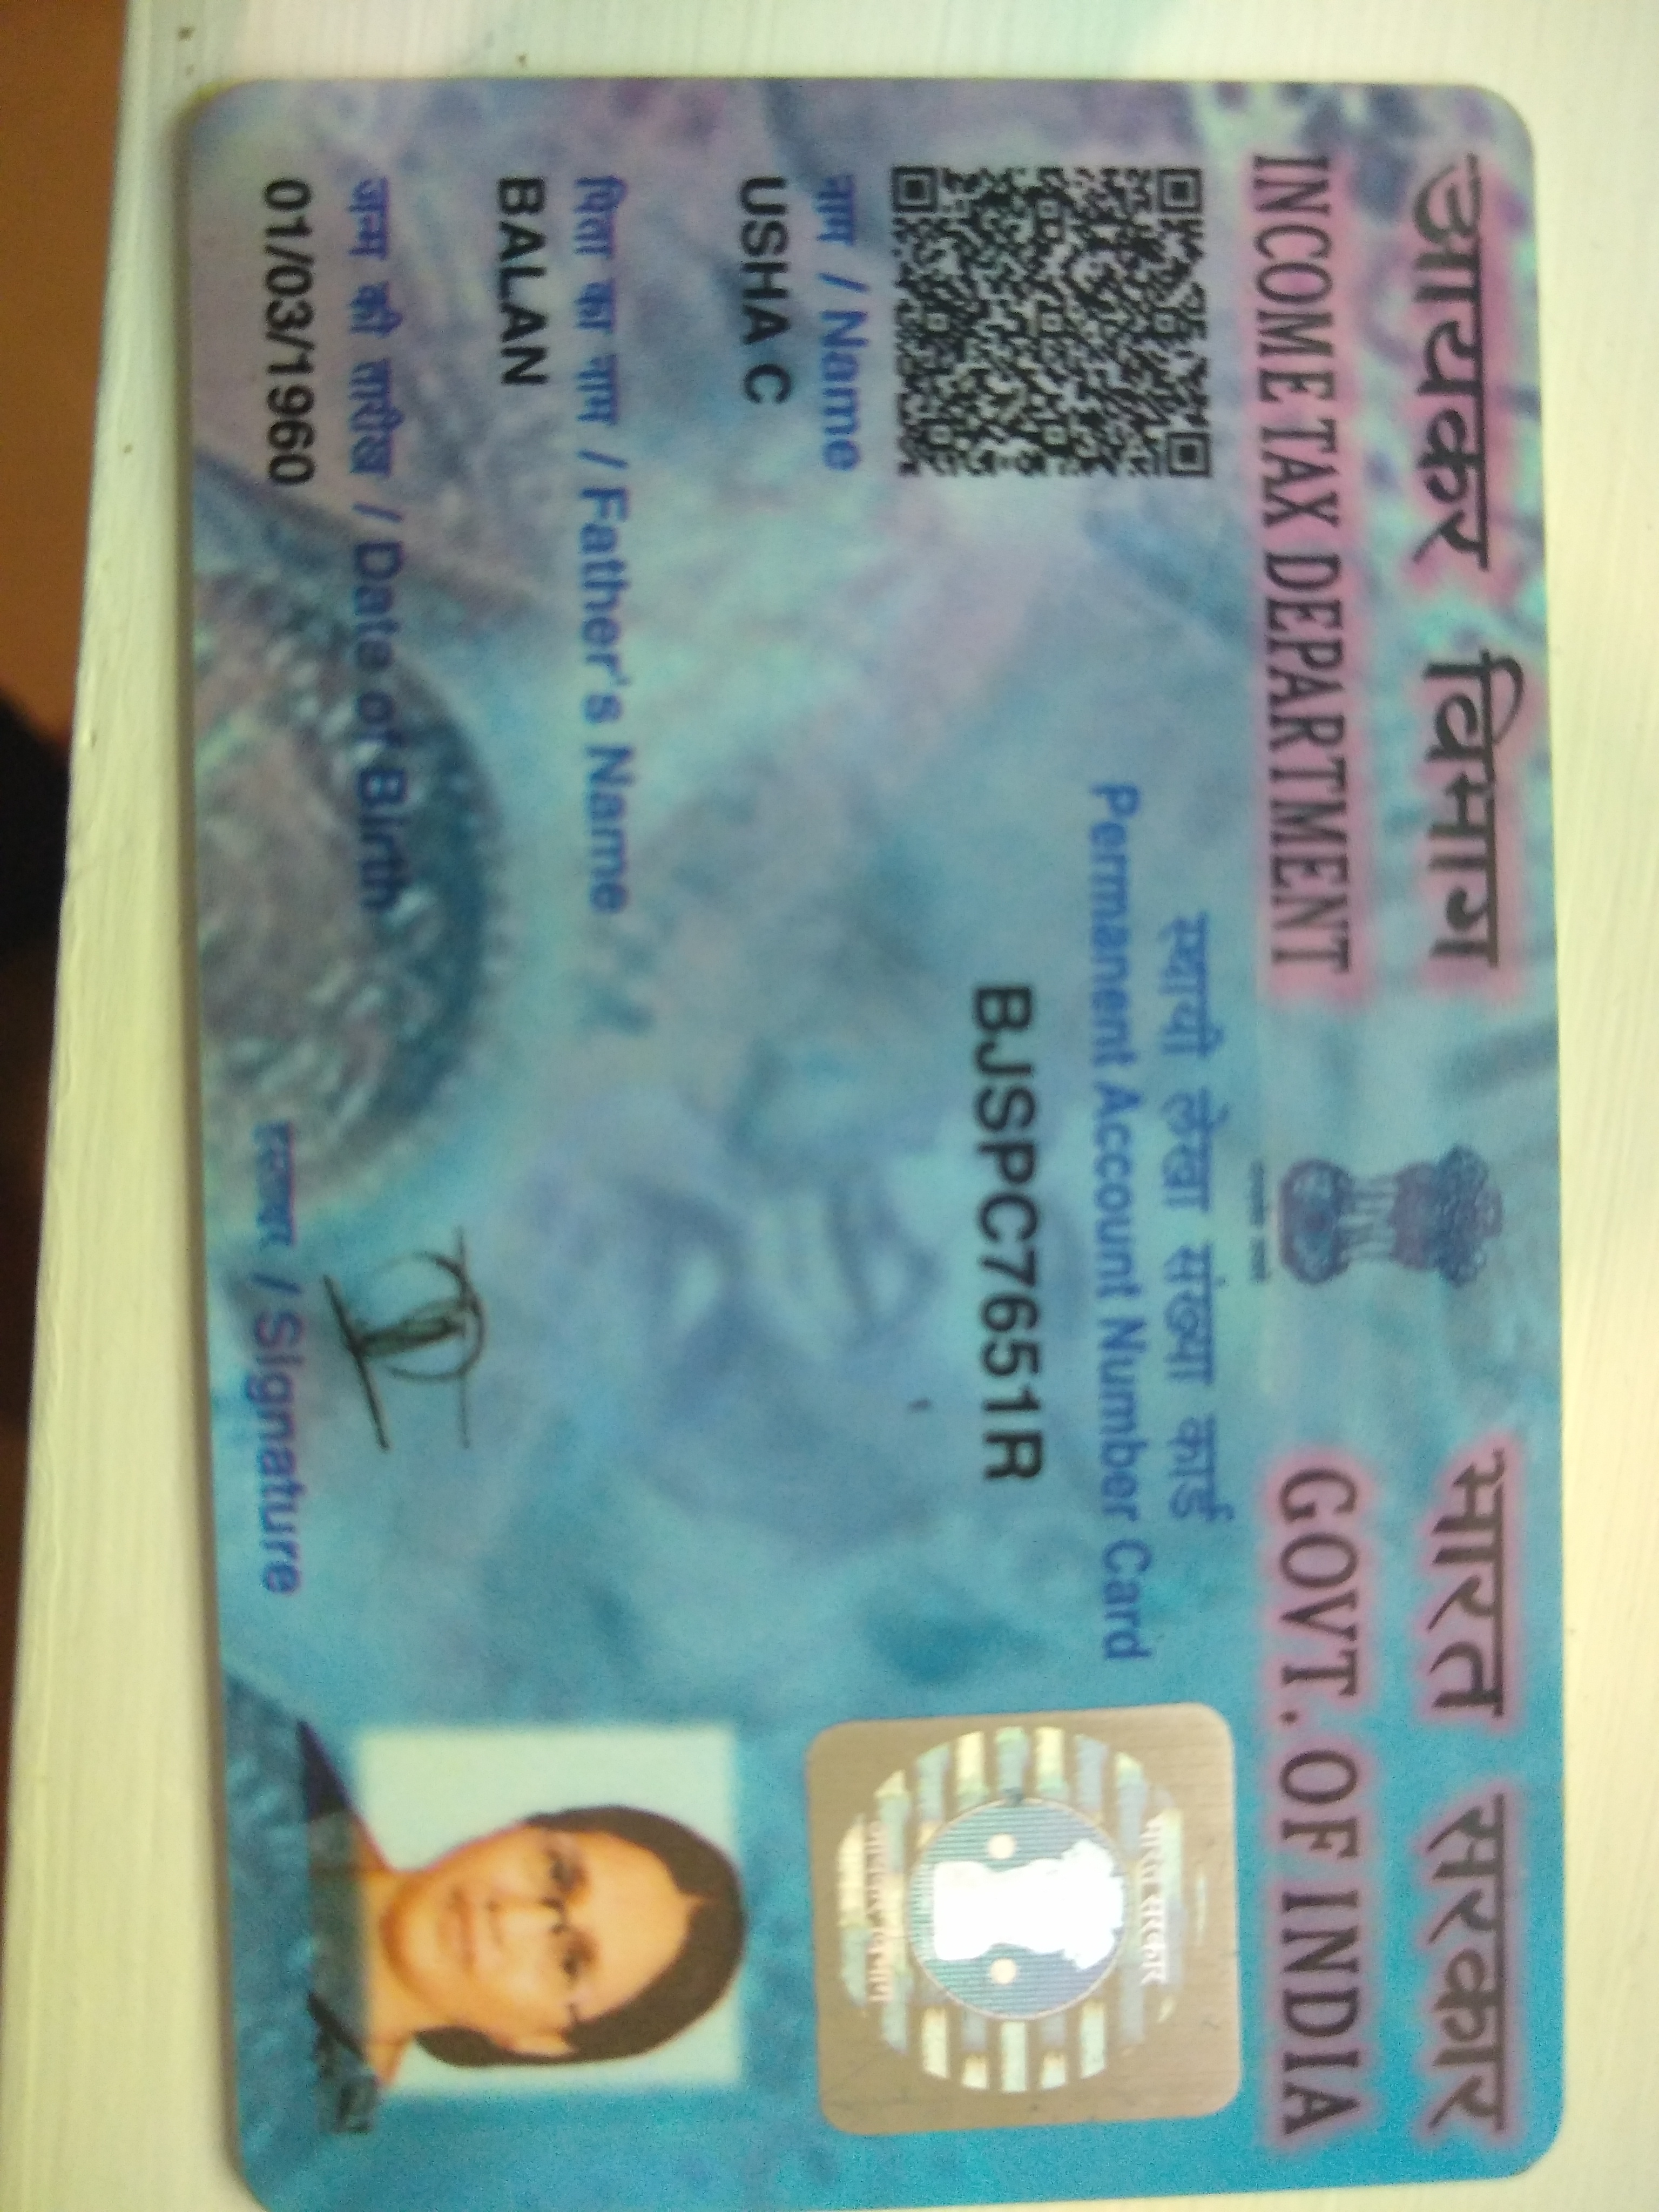 आयकर विभाग भारत सरकार
INCOME TAX DEPARTMENT GOVT. OF INDIA
स्थायी लेखा संख्या कार्ड
Permanent Account Number Card
BJSPC7651R
नाम / Name
USHA C
पिता का नाम / Father's Name
BALAN
जन्म की तारीख / Date of Birth
01/03/1960
हस्ताक्षर / Signature